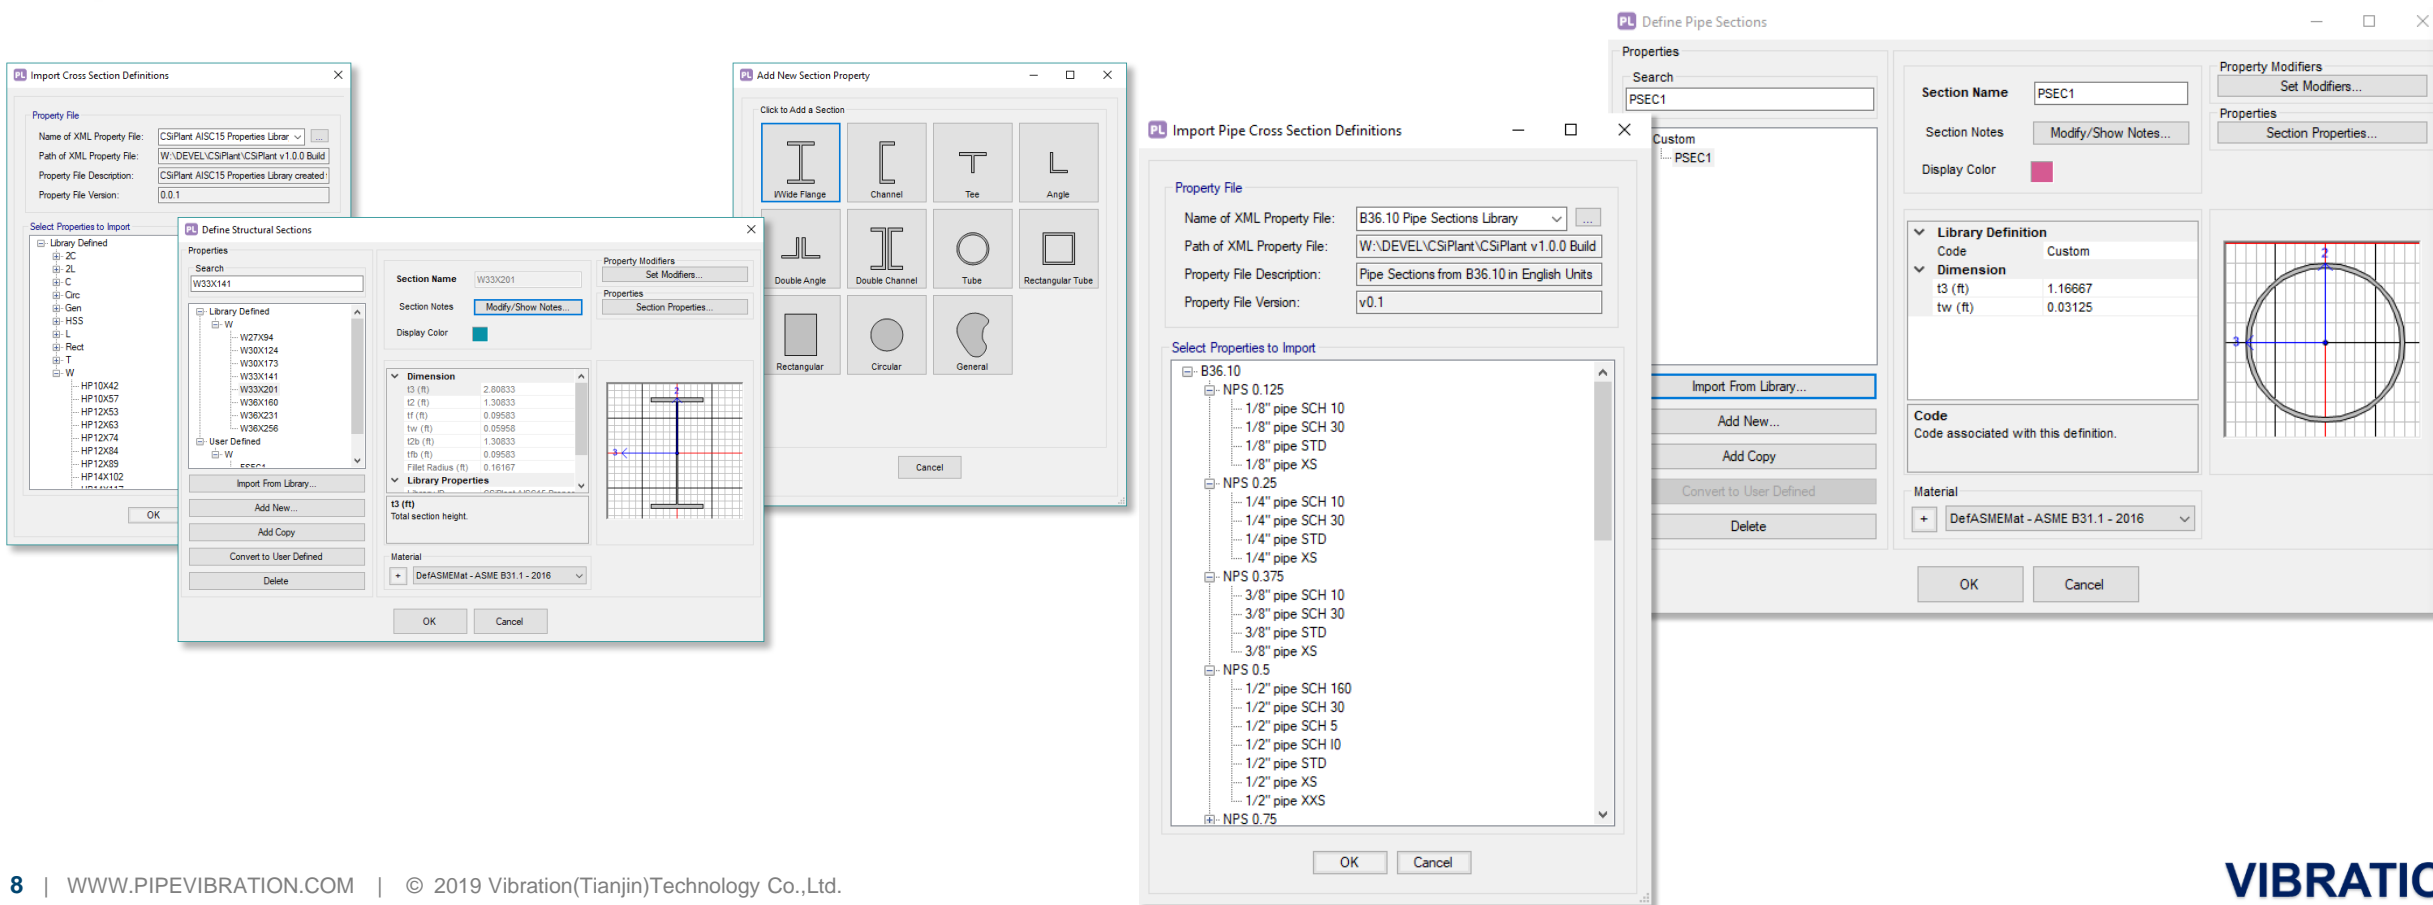 Import Cross Section Definitions
Property File
Name of XML Property File: CSiPlant AISC15 Properties Librar ...
Path of XML Property File: W:\DEVEL\CSiPlant\CSiPlant v1.0.0 Build
Property File Description: CSiPlant AISC15 Properties Library created
Property File Version: 0.0.1
Select Properties to Import
Library Defined
2C
2L
C
Circ
Gen
HSS
L
Rect
T
W
HP10X42
HP10X57
HP12X53
HP12X63
HP12X74
HP12X84
HP12X89
HP14X102
HP14X117
OK
Define Structural Sections
Properties
Search
W33X141
Library Defined
W
W27X94
W30X124
W30X173
W33X141
W33X201
W36X160
W36X231
W36X256
User Defined
W
FSEC1
Import From Library...
Add New...
Add Copy
Convert to User Defined
Delete
Section Name W33X201
Section Notes Modify/Show Notes...
Display Color
Property Modifiers
Set Modifiers...
Properties
Section Properties...
Dimension
t3 (ft) 2.80833
t2 (ft) 1.30833
tf (ft) 0.09583
tw (ft) 0.05958
t2b (ft) 1.30833
tfb (ft) 0.09583
Fillet Radius (ft) 0.16167
Library Properties
t3 (ft)
Total section height.
2
3
Material
+ DefASMEMat - ASME B31.1 - 2016
OK Cancel
Add New Section Property
Click to Add a Section
I/Wide Flange Channel Tee Angle
Double Angle Double Channel Tube Rectangular Tube
Rectangular Circular General
Cancel
Import Pipe Cross Section Definitions
Property File
Name of XML Property File: B36.10 Pipe Sections Library ...
Path of XML Property File: W:\DEVEL\CSiPlant\CSiPlant v1.0.0 Build
Property File Description: Pipe Sections from B36.10 in English Units
Property File Version: v0.1
Select Properties to Import
B36.10
NPS 0.125
1/8" pipe SCH 10
1/8" pipe SCH 30
1/8" pipe STD
1/8" pipe XS
NPS 0.25
1/4" pipe SCH 10
1/4" pipe SCH 30
1/4" pipe STD
1/4" pipe XS
NPS 0.375
3/8" pipe SCH 10
3/8" pipe SCH 30
3/8" pipe STD
3/8" pipe XS
NPS 0.5
1/2" pipe SCH 160
1/2" pipe SCH 30
1/2" pipe SCH 5
1/2" pipe SCH I0
1/2" pipe STD
1/2" pipe XS
1/2" pipe XXS
NPS 0.75
OK Cancel
Define Pipe Sections
Properties
Search
PSEC1
Custom
PSEC1
Import From Library...
Add New...
Add Copy
Convert to User Defined
Delete
Section Name PSEC1
Section Notes Modify/Show Notes...
Display Color
Property Modifiers
Set Modifiers...
Properties
Section Properties...
Library Definition
Code Custom
Dimension
t3 (ft) 1.16667
tw (ft) 0.03125
Code
Code associated with this definition.
2
3
Material
+ DefASMEMat - ASME B31.1 - 2016
OK Cancel
8 | WWW.PIPEVIBRATION.COM | © 2019 Vibration(Tianjin)Technology Co.,Ltd.
VIBRATIO